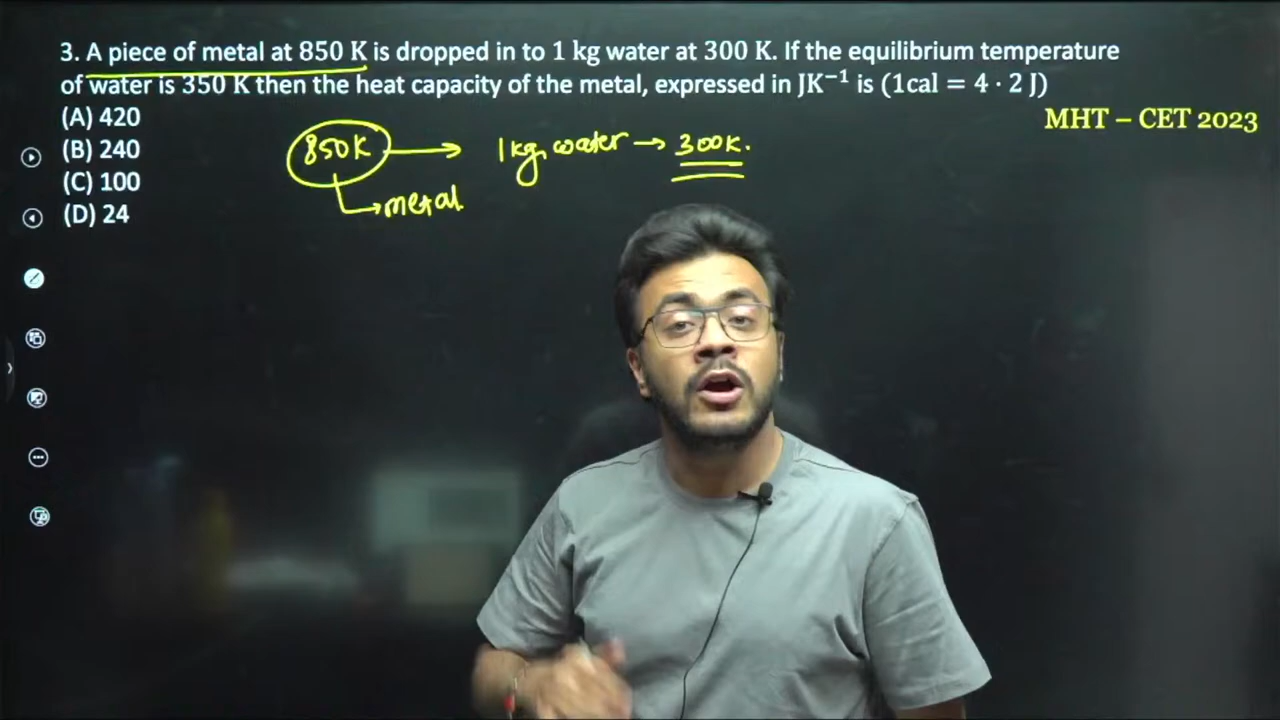 3. A piece of metal at 850 K is dropped in to 1 kg water at 300 K. If the equilibrium temperature
of water is 350 K then the heat capacity of the metal, expressed in JK⁻¹ is (1cal = 4 · 2 J)
(A) 420
MHT – CET 2023
(B) 240
(C) 100
(D) 24
850K → 1kg, water → 300K.
→ metal